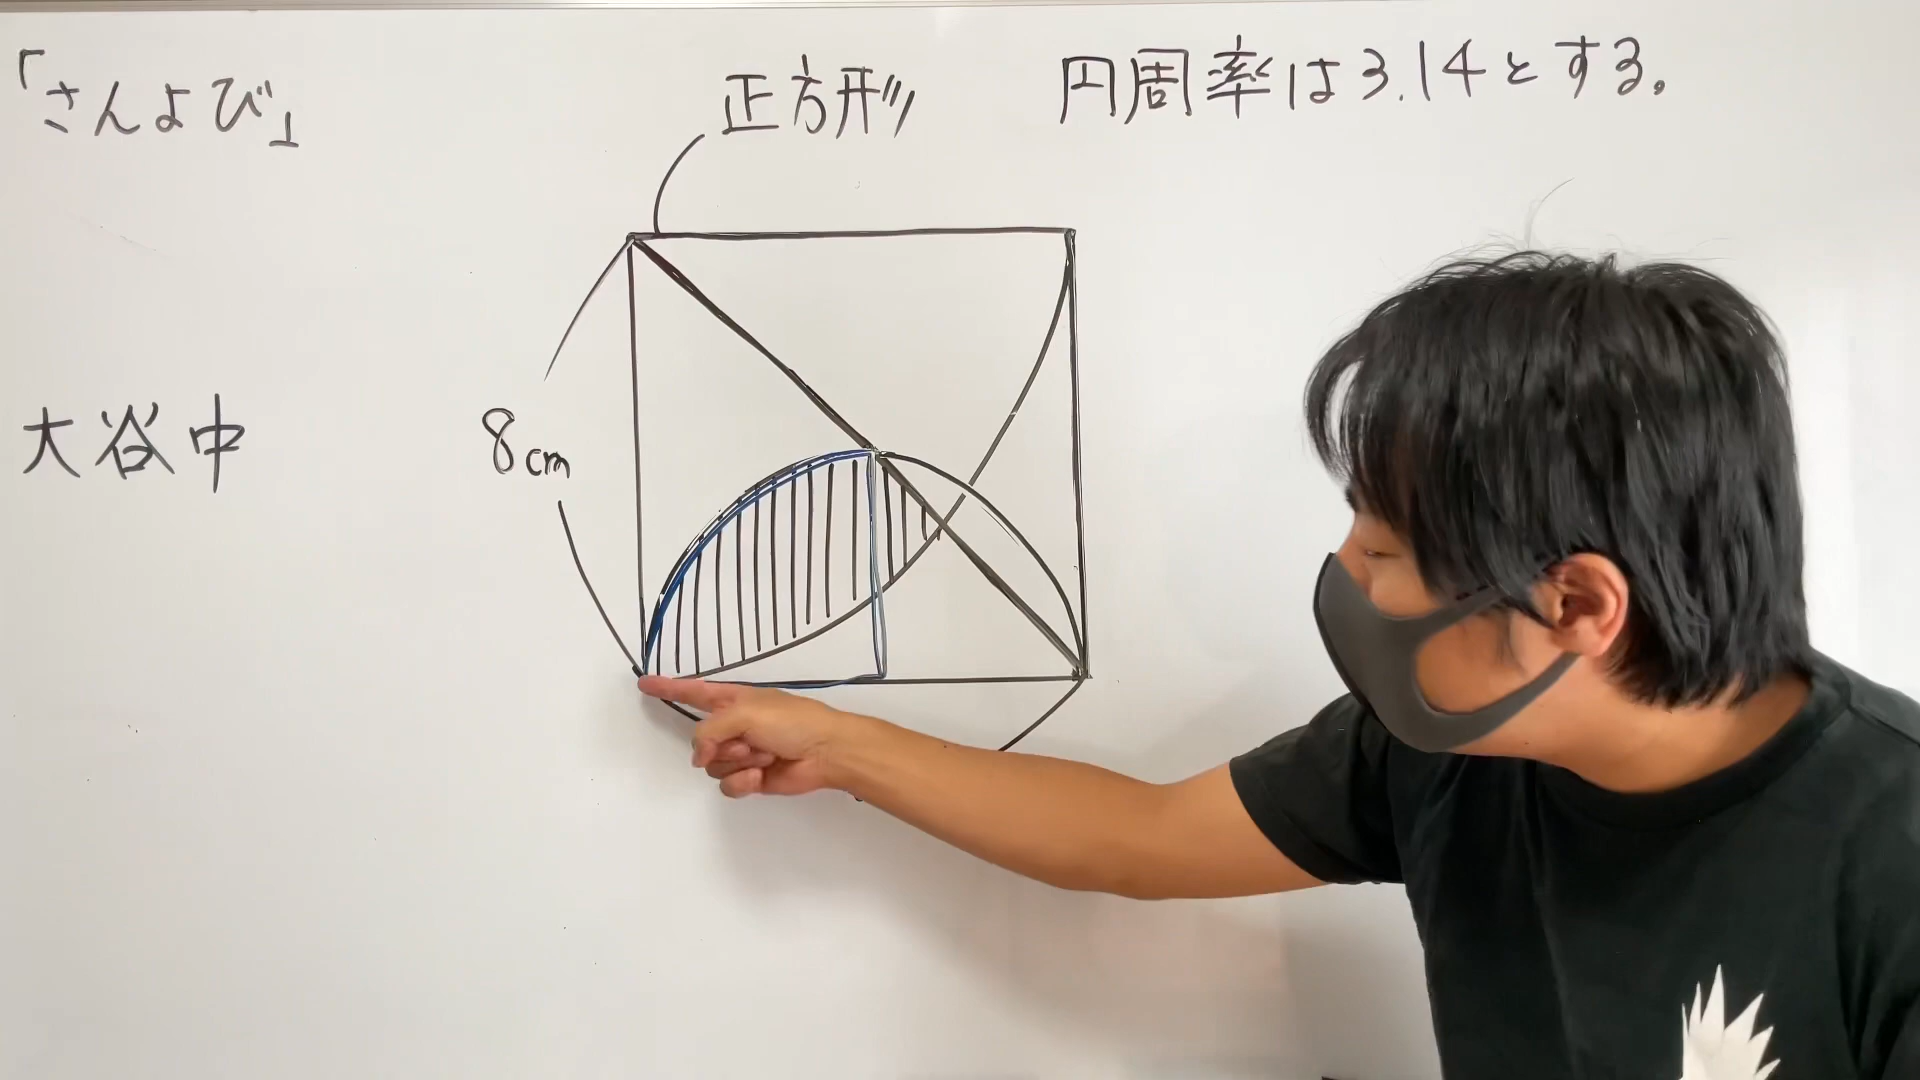 「さんよび」
正方形
円周率は3.14とする。
大谷中
8cm